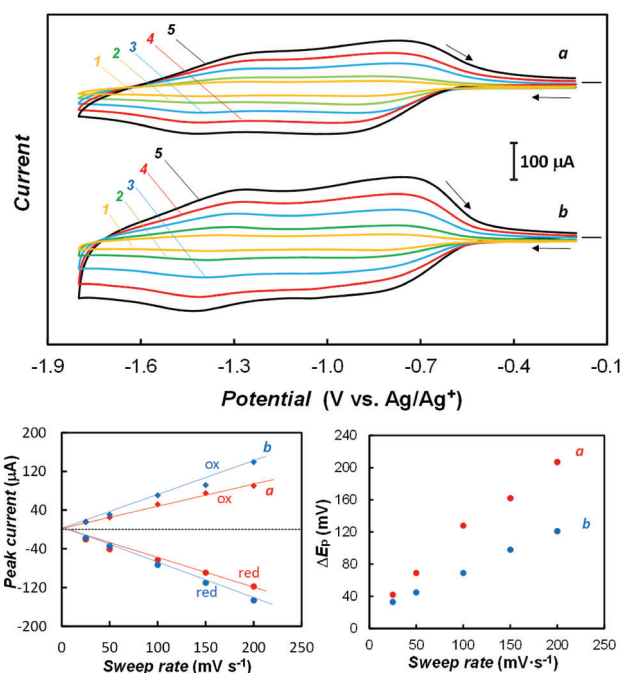 5
4
3
2
1
a
100 µA
5
4
3
2
1
b
Current
-1.9 -1.6 -1.3 -1.0 -0.7 -0.4 -0.1
Potential (V vs. Ag/Ag⁺)
200
120
40
-40
-120
-200
Peak current (µA)
b
ox
a
ox
red
red
0 50 100 150 200 250
Sweep rate (mV s⁻¹)
240
200
160
120
80
40
0
ΔEp (mV)
a
b
0 50 100 150 200 250
Sweep rate (mV·s⁻¹)